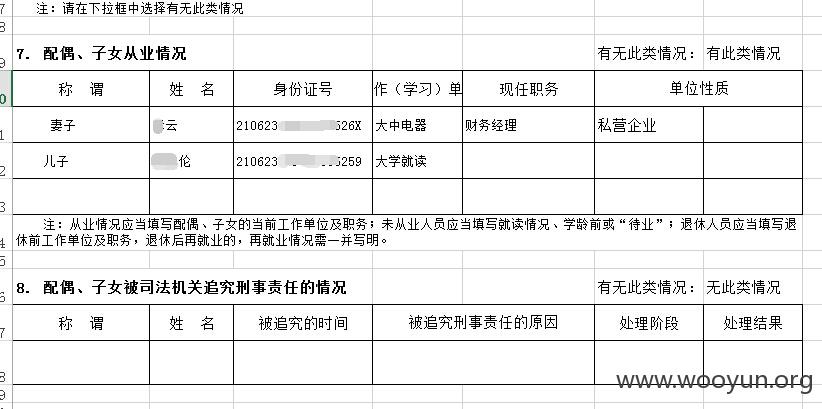 7
注：请在下拉框中选择有无此类情况
8
9
7. 配偶、子女从业情况
有无此类情况：
有此类情况
0
称 谓
姓 名
身份证号
作（学习）单
现任职务
单位性质
1
妻子
云
210623 526X
大中电器
财务经理
私营企业
2
儿子
伦
210623 5259
大学就读
3
4
注：从业情况应当填写配偶、子女的当前工作单位及职务；未从业人员应当填写就读情况、学龄前或“待业”；退休人员应当填写退
休前工作单位及职务，退休后再就业的，再就业情况需一并写明。
5
6
8. 配偶、子女被司法机关追究刑事责任的情况
有无此类情况：
无此类情况
7
称 谓
姓 名
被追究的时间
被追究刑事责任的原因
处理阶段
处理结果
8
9
www.wooyun.org